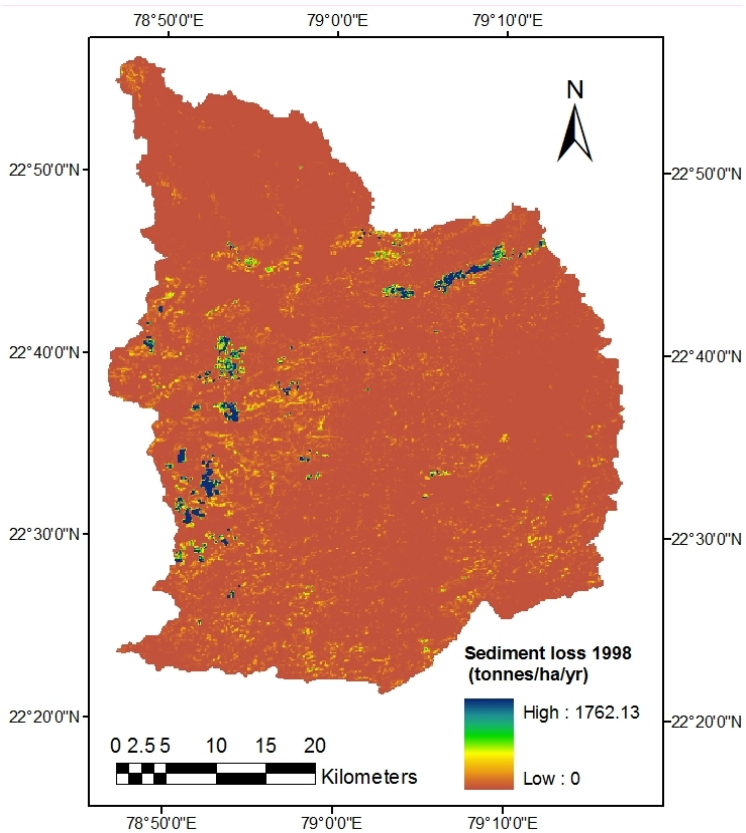 78°50'0"E 79°0'0"E 79°10'0"E
N
22°50'0"N 22°50'0"N
22°40'0"N 22°40'0"N
22°30'0"N 22°30'0"N
Sediment loss 1998
(tonnes/ha/yr)
High : 1762.13
22°20'0"N 22°20'0"N
0 2.5 5 10 15 20
Low : 0
Kilometers
78°50'0"E 79°0'0"E 79°10'0"E